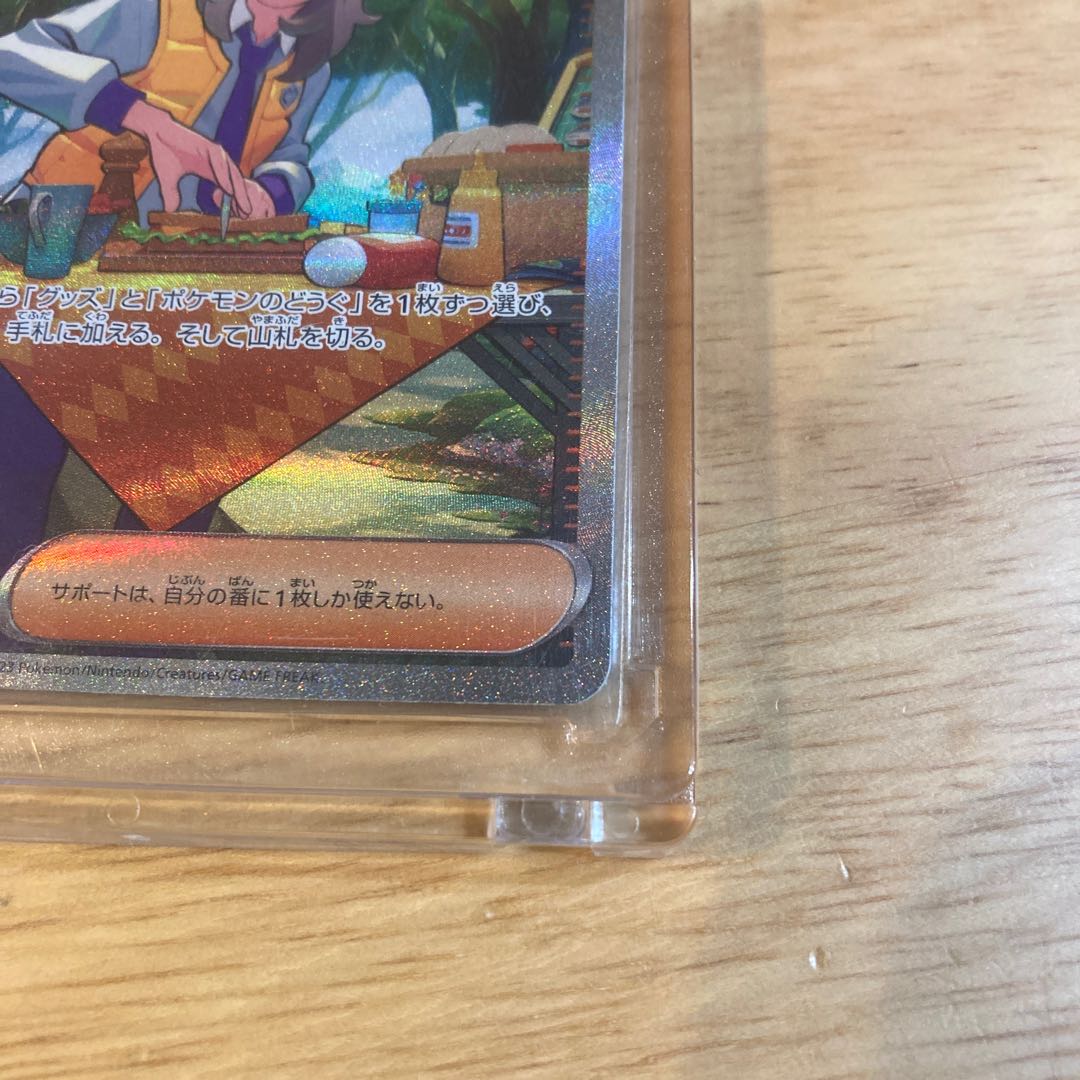 ら「グッズ」と「ポケモンのどうぐ」を1枚ずつ選び、
手札に加える。そして山札を切る。
サポートは、自分の番に1枚しか使えない。
23 Pokémon/Nintendo/Creatures/GAME FREAK